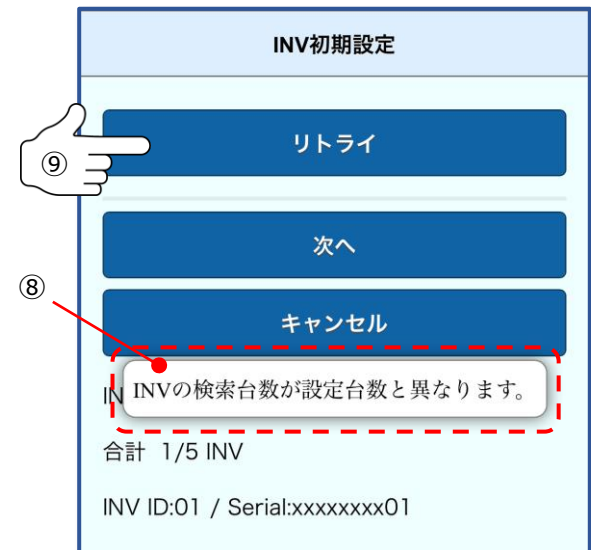 INV初期設定
⑨
リトライ
次へ
⑧
キャンセル
IN
INVの検索台数が設定台数と異なります。
合計 1/5 INV
INV ID:01 / Serial:xxxxxxxx01